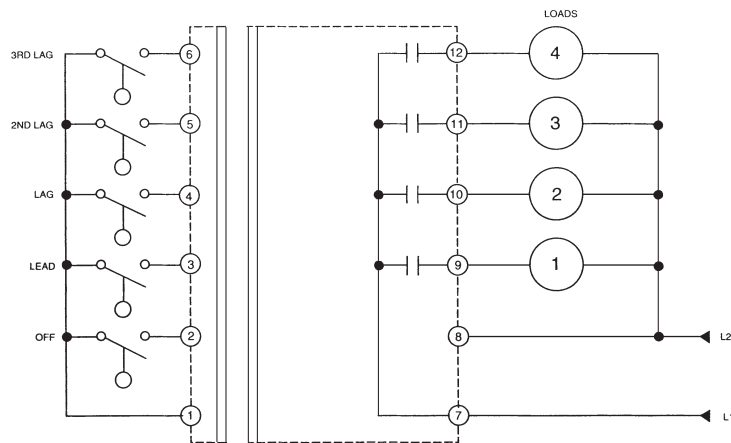 LOADS
3RD LAG 6 12 4
2ND LAG 5 11 3
LAG 4 10 2
LEAD 3 9 1
OFF 2 8 L2
1 7 L1